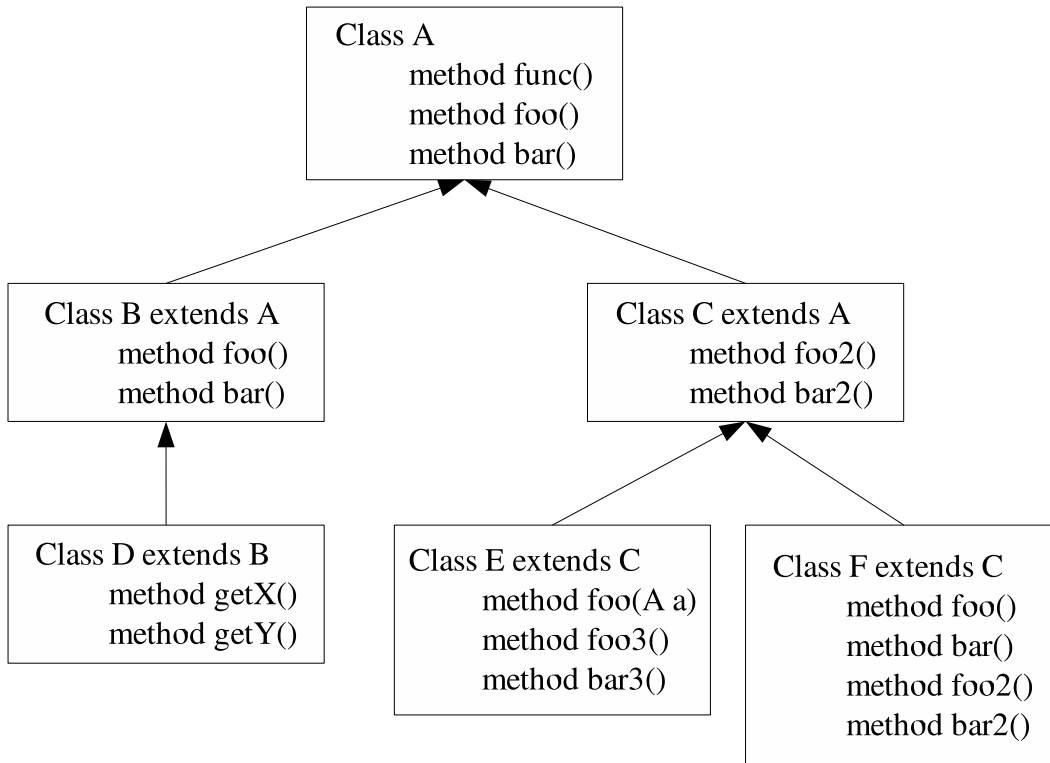 Class A
method func()
method foo()
method bar()
Class B extends A
method foo()
method bar()
Class C extends A
method foo2()
method bar2()
Class D extends B
method getX()
method getY()
Class E extends C
method foo(A a)
method foo3()
method bar3()
Class F extends C
method foo()
method bar()
method foo2()
method bar2()